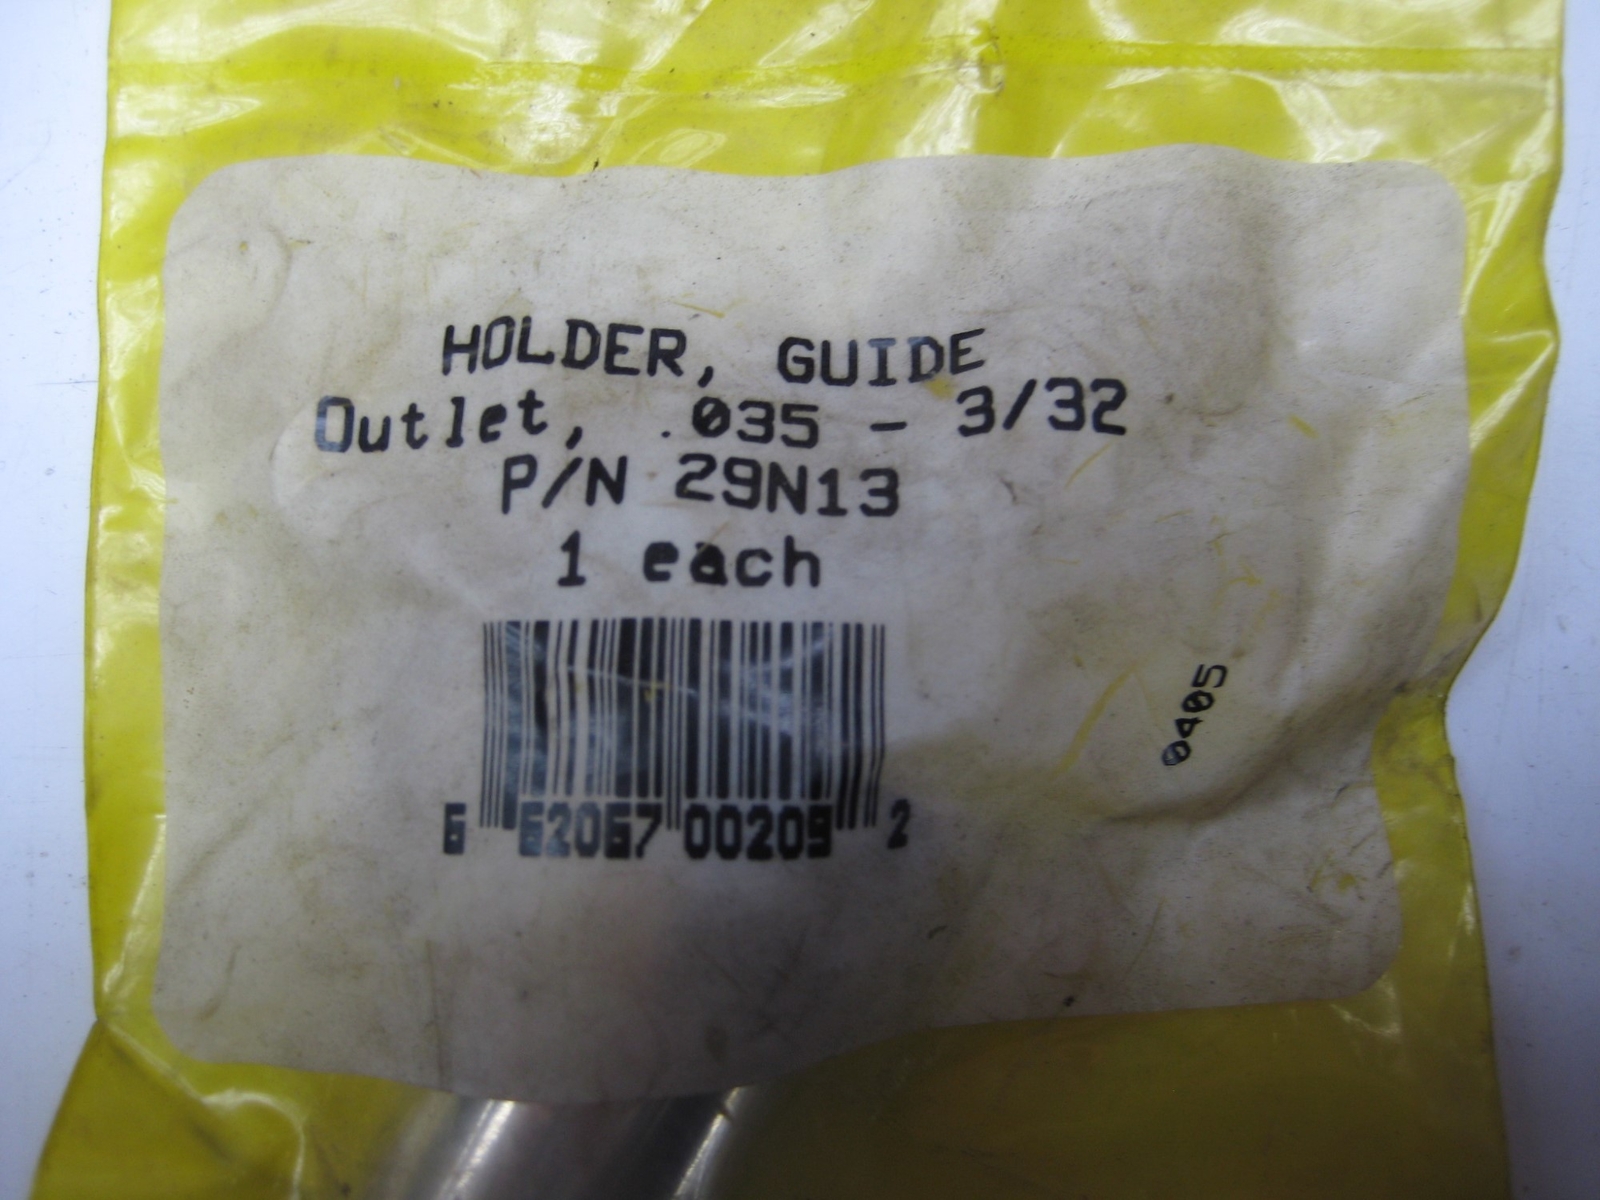 HOLDER, GUIDE
Outlet, .035 - 3/32
P/N 29N13
1 each
6 62067 00209 2
0405